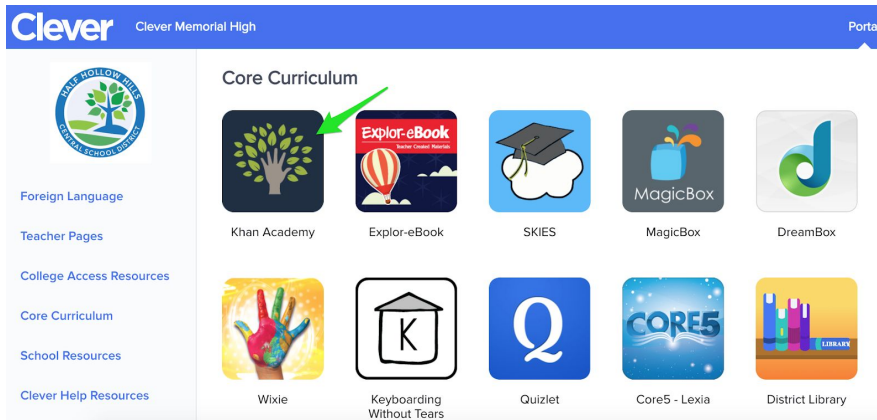 Clever
Clever Memorial High
Porta
HALF HOLLOW HILLS
CENTRAL SCHOOL DISTRICT
Foreign Language
Teacher Pages
College Access Resources
Core Curriculum
School Resources
Clever Help Resources
Core Curriculum
Khan Academy
Explor-eBook
Teacher Created Materials
Explor-eBook
SKIES
MagicBox
MagicBox
DreamBox
Wixie
K
Keyboarding
Without Tears
Q
Quizlet
CORE5
Core5 - Lexia
LIBRARY
District Library